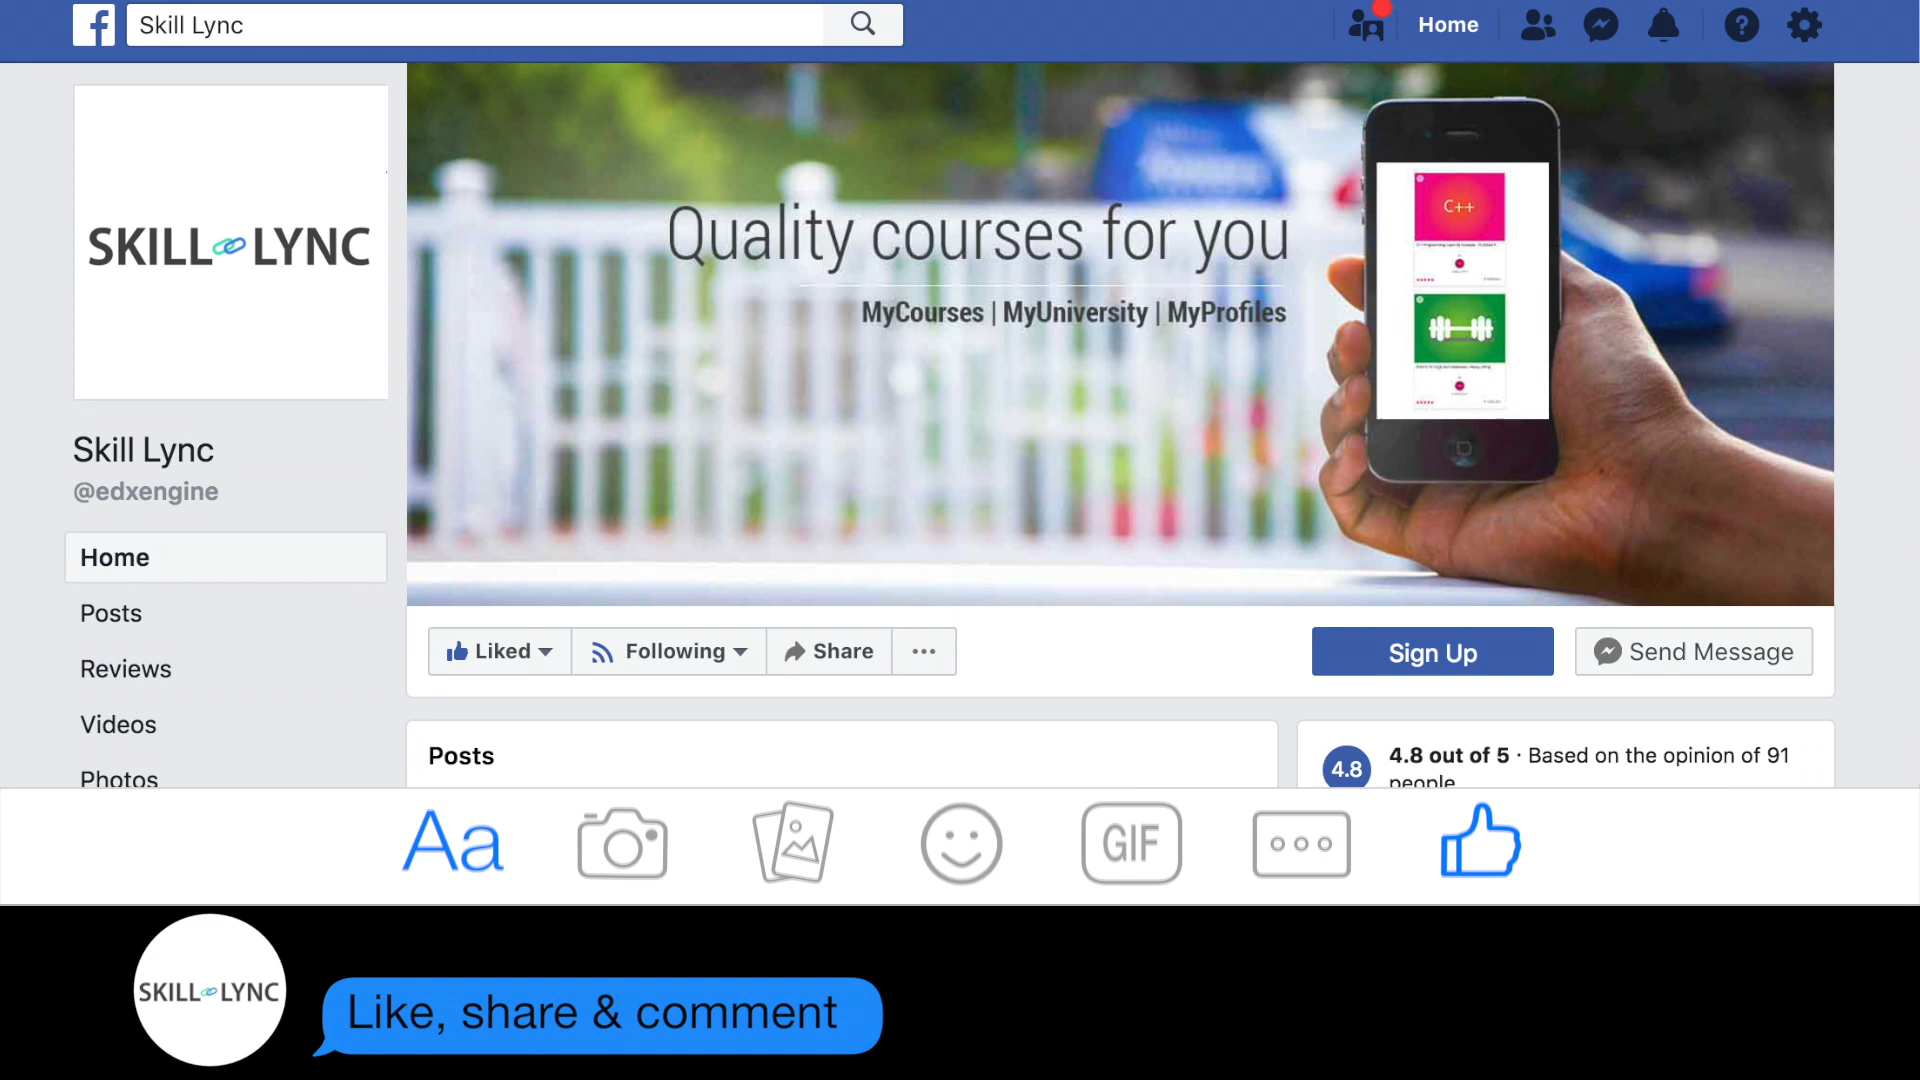 Skill Lync
Home
SKILL LYNC
Quality courses for you
MyCourses | MyUniversity | MyProfiles
C++
Skill Lync
@edxengine
Home
Posts
Reviews
Videos
Photos
Liked
Following
Share
Sign Up
Send Message
Posts
4.8
4.8 out of 5 · Based on the opinion of 91
people
Aa
GIF
SKILL LYNC
Like, share & comment